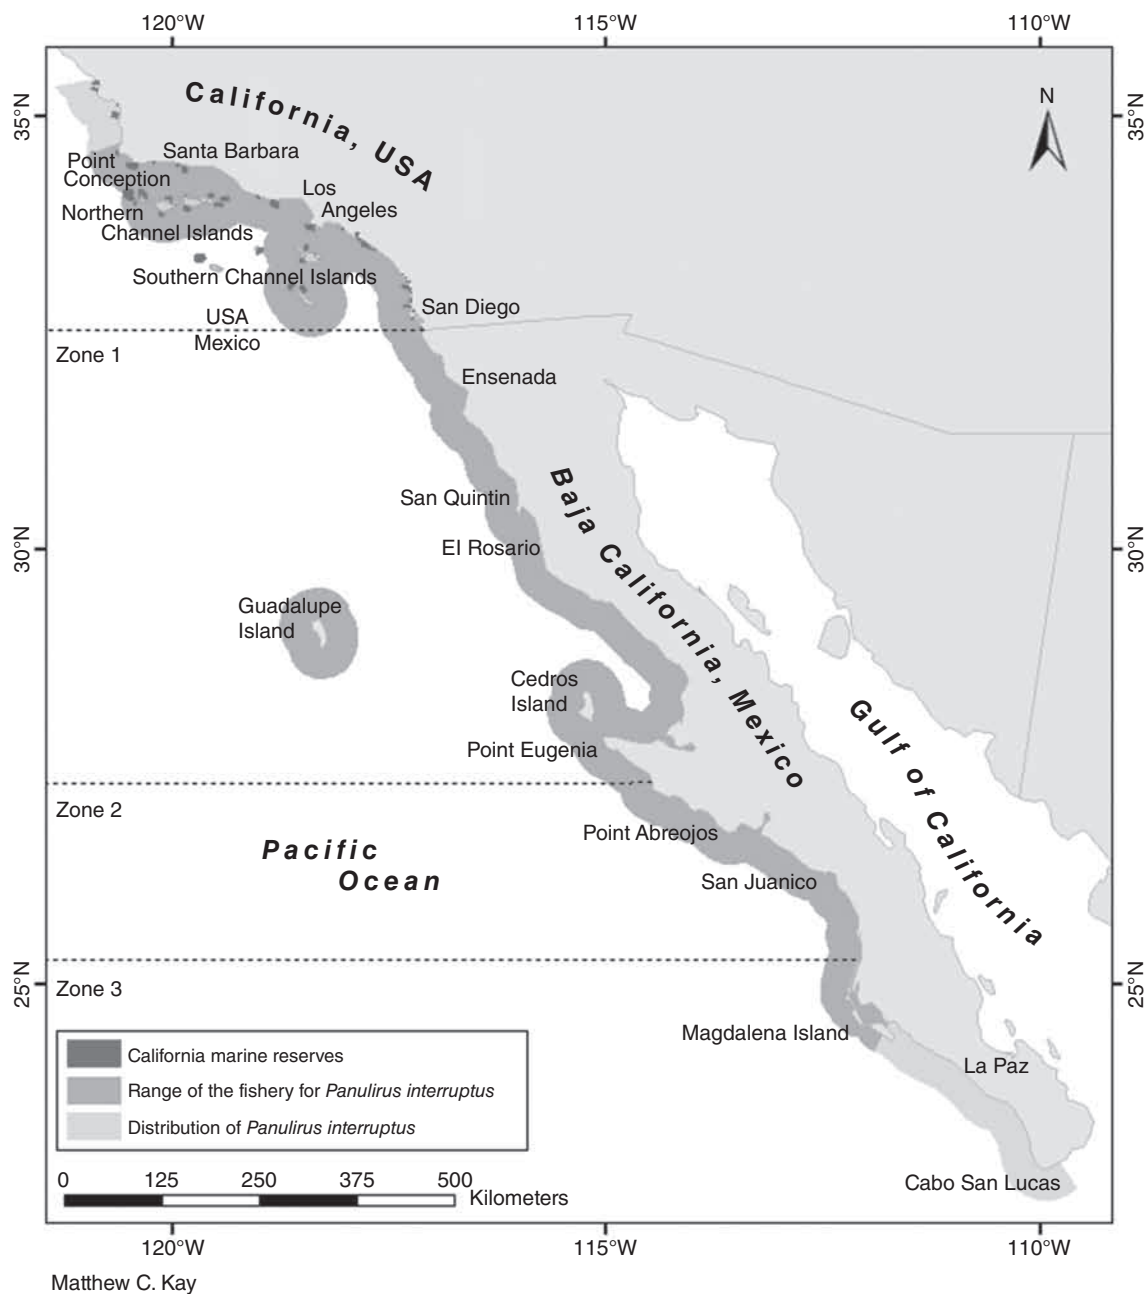 120°W 115°W 110°W
35°N 35°N
California, USA
N
Santa Barbara
Point
Conception
Los
Angeles
Northern
Channel Islands
Southern Channel Islands
San Diego
USA
Mexico
Zone 1
Ensenada
Baja California, Mexico
San Quintin
El Rosario
30°N 30°N
Guadalupe
Island
Cedros
Island
Gulf of California
Point Eugenia
Zone 2
Point Abreojos
Pacific
Ocean
San Juanico
25°N 25°N
Zone 3
Magdalena Island
La Paz
Cabo San Lucas
California marine reserves
Range of the fishery for Panulirus interruptus
Distribution of Panulirus interruptus
0 125 250 375 500
Kilometers
120°W 115°W 110°W
Matthew C. Kay